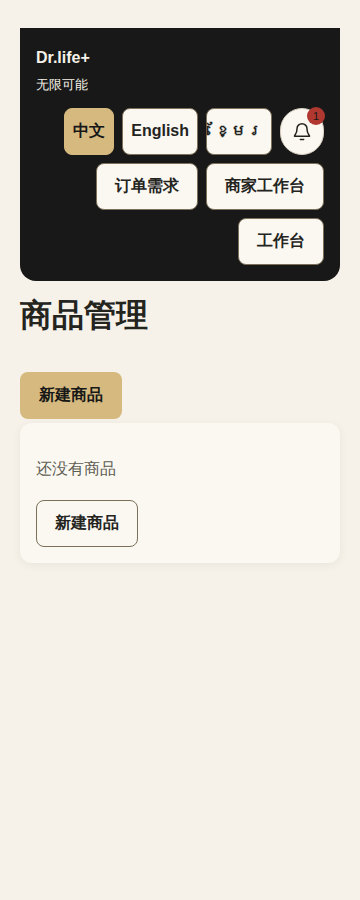 Dr.life+
无限可能
中文 English ខ្មែរ 1
订单需求 商家工作台
工作台
商品管理
新建商品
还没有商品
新建商品